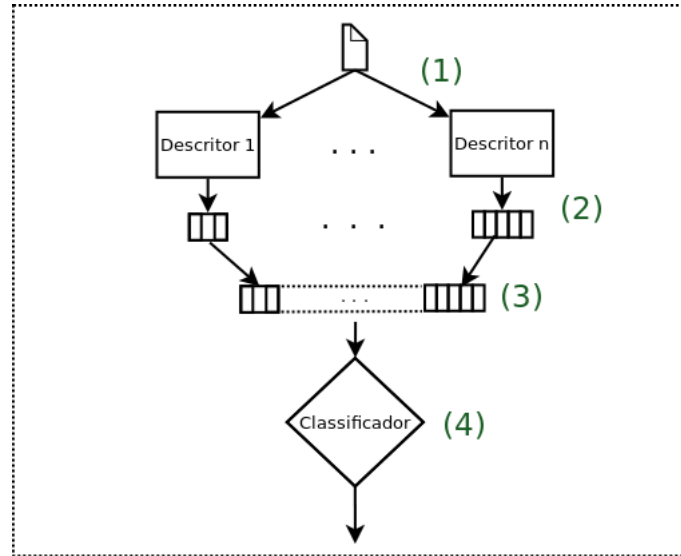 (1)
Descritor 1
. . .
Descritor n
(2)
. . .
(3)
. . .
Classificador
(4)